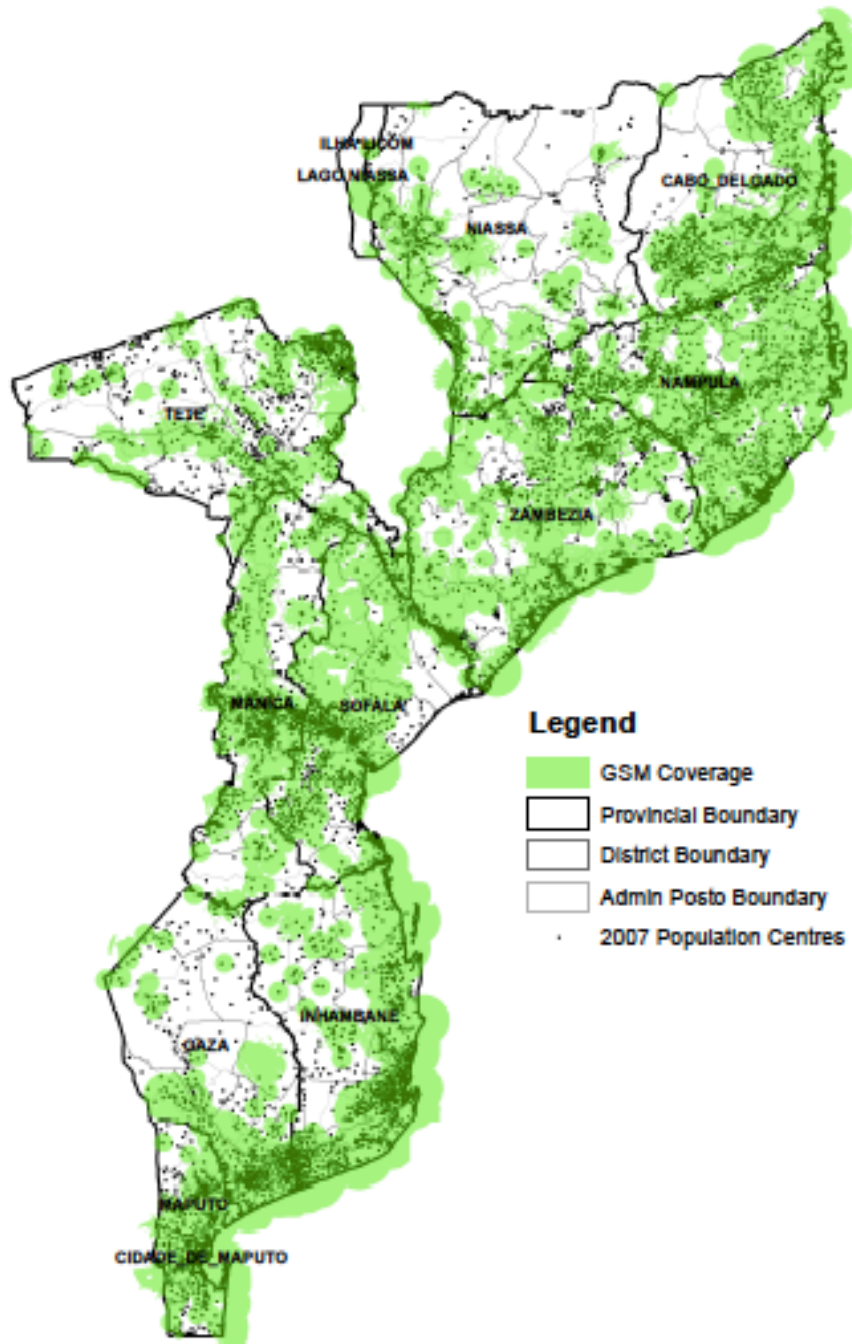 ILHA LICOM
LAGO NIASSA
CABO_DELGADO
NIASSA
NAMPULA
TETE
ZAMBEZIA
MANICA
SOFALA
Legend
GSM Coverage
Provincial Boundary
District Boundary
Admin Posto Boundary
2007 Population Centres
INHAMBANE
GAZA
MAPUTO
CIDADE_DE_MAPUTO